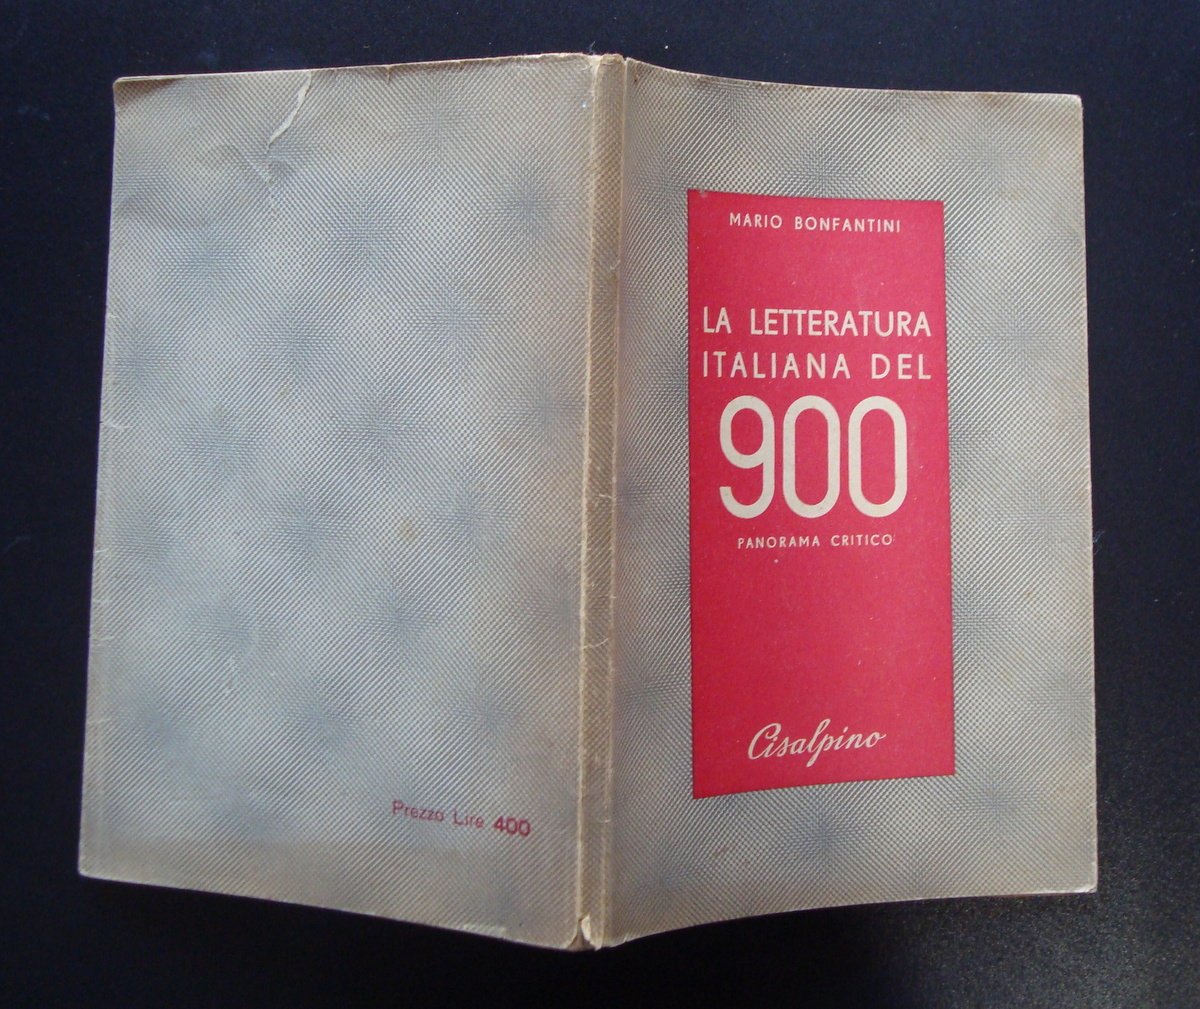 MARIO BONFANTINI
LA LETTERATURA
ITALIANA DEL
900
PANORAMA CRITICO
Cisalpino
Prezzo Lire 400